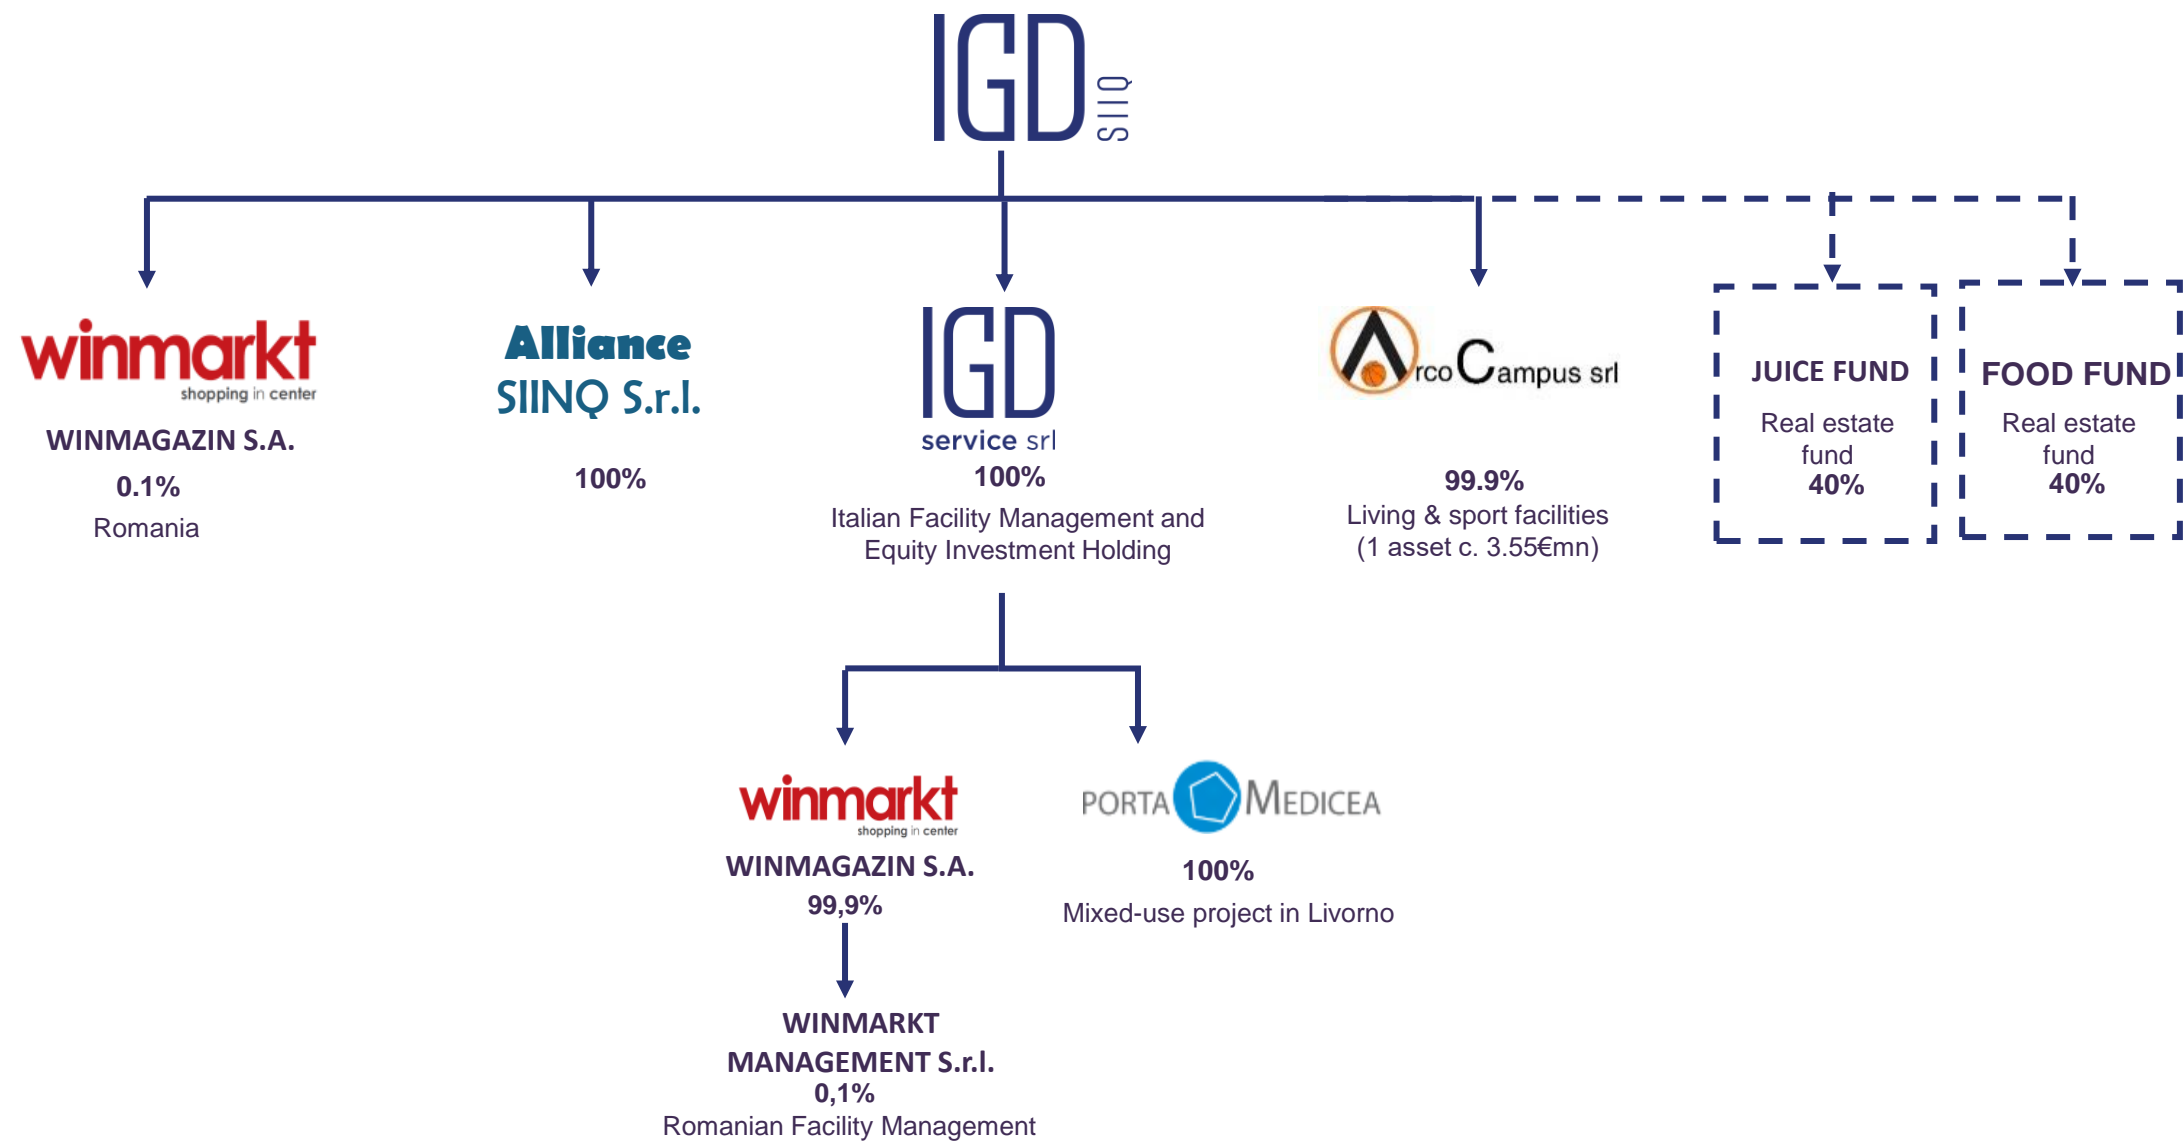 IGD SIIQ
winmarkt
shopping in center
WINMAGAZIN S.A.
0.1%
Romania
Alliance
SIINQ S.r.l.
100%
IGD
service srl
100%
Italian Facility Management and
Equity Investment Holding
Arco Campus srl
99.9%
Living & sport facilities
(1 asset c. 3.55€mn)
JUICE FUND
Real estate
fund
40%
FOOD FUND
Real estate
fund
40%
winmarkt
shopping in center
WINMAGAZIN S.A.
99,9%
PORTA MEDICEA
100%
Mixed-use project in Livorno
WINMARKT
MANAGEMENT S.r.l.
0,1%
Romanian Facility Management